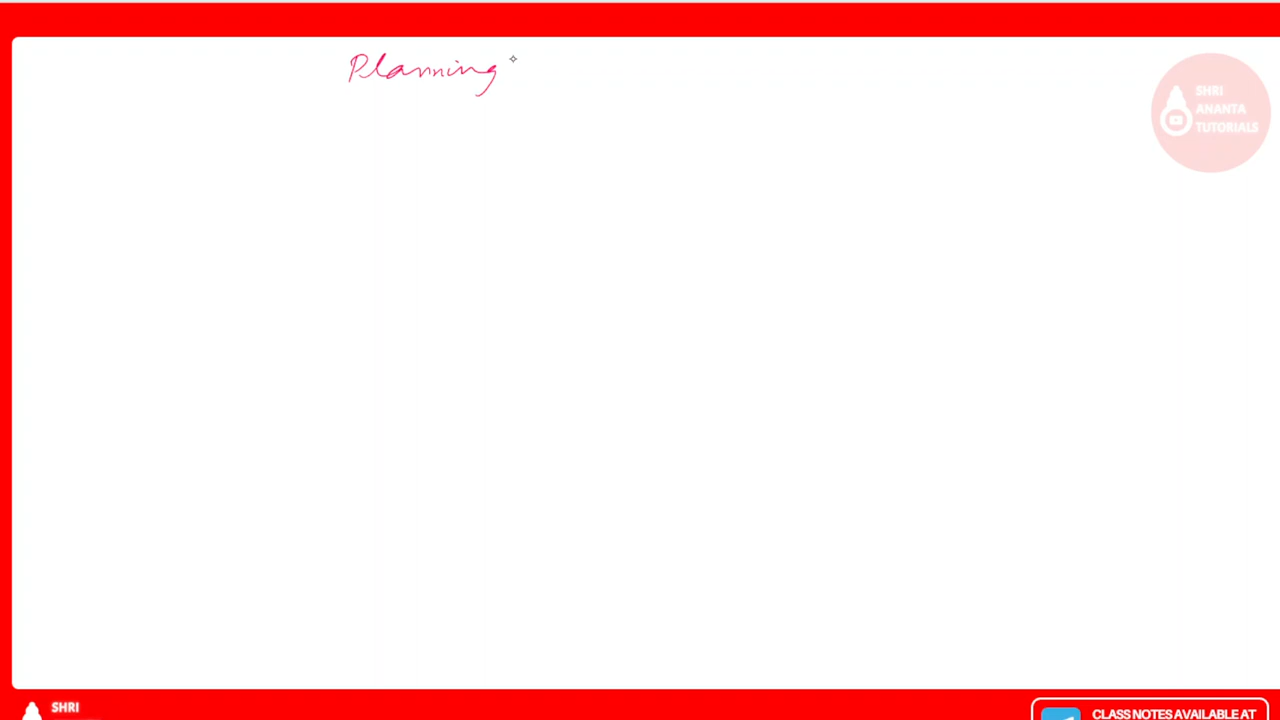 Planning
SHRI
ANANTA
TUTORIALS
SHRI
CLASS NOTES AVAILABLE AT